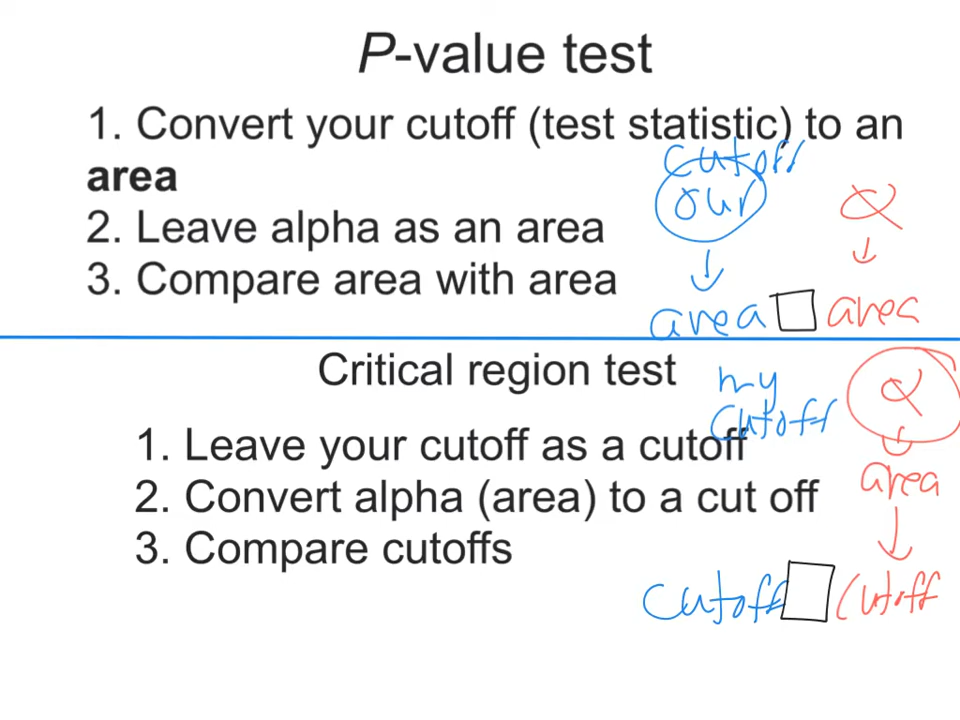 P-value test
1. Convert your cutoff (test statistic) to an
area
2. Leave alpha as an area
3. Compare area with area
cutoff
our
α
area
area
Critical region test
1. Leave your cutoff as a cutoff
2. Convert alpha (area) to a cut off
3. Compare cutoffs
my
cutoff
α
area
cutoff
cutoff